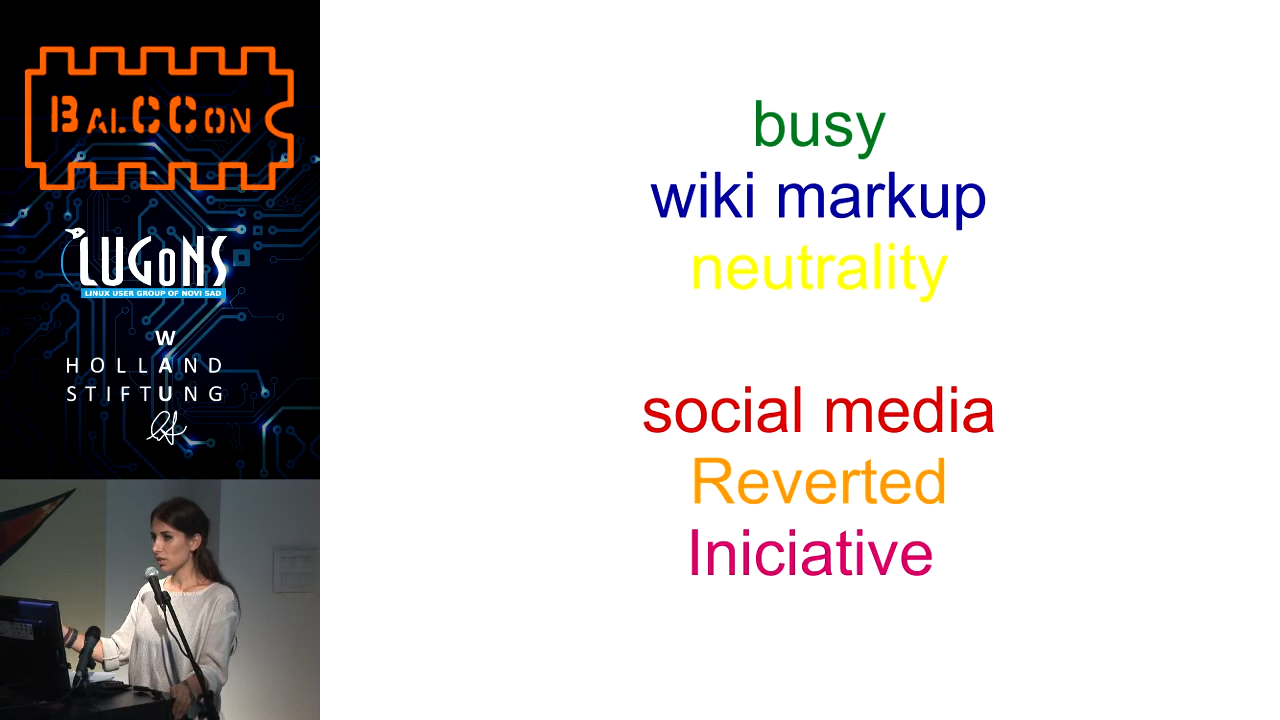 BalCCon
LUGoNS
LINUX USER GROUP OF NOVI SAD
W
HOLLAND
A
STIFTUNG
U
busy
wiki markup
neutrality
social media
Reverted
Iniciative